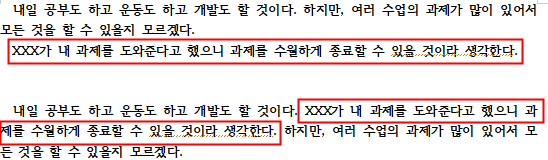 내일 공부도 하고 운동도 하고 개발도 할 것이다. 하지만, 여러 수업의 과제가 많이 있어서
모든 것을 할 수 있을지 모르겠다.
XXX가 내 과제를 도와준다고 했으니 과제를 수월하게 종료할 수 있을 것이라 생각한다.
내일 공부도 하고 운동도 하고 개발도 할 것이다. XXX가 내 과제를 도와준다고 했으니 과
제를 수월하게 종료할 수 있을 것이라 생각한다. 하지만, 여러 수업의 과제가 많이 있어서 모
든 것을 할 수 있을지 모르겠다.